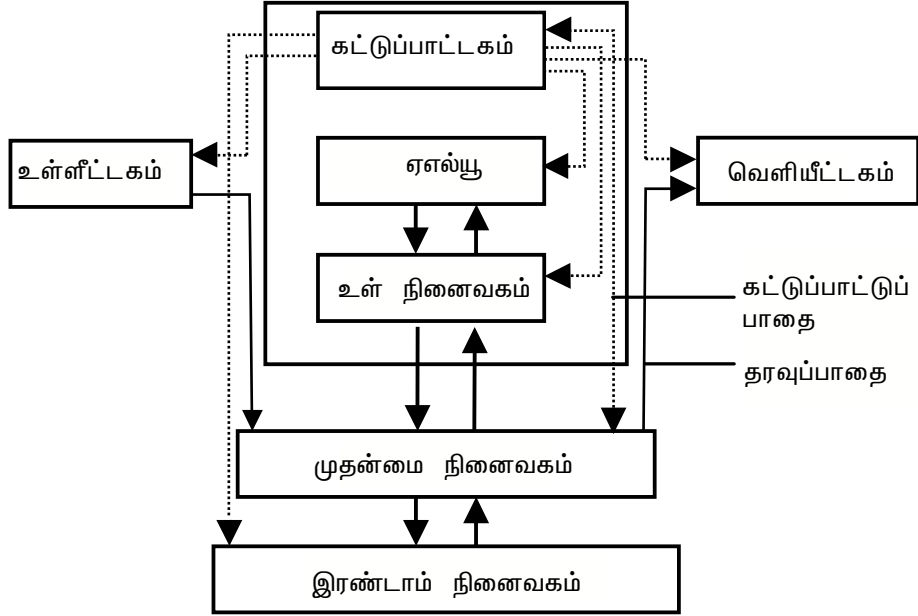 கட்டுப்பாட்டகம்
உள்ளீட்டகம்
ஏஎல்யூ
வெளியீட்டகம்
உள் நினைவகம்
கட்டுப்பாட்டுப்
பாதை
தரவுப்பாதை
முதன்மை நினைவகம்
இரண்டாம் நினைவகம்